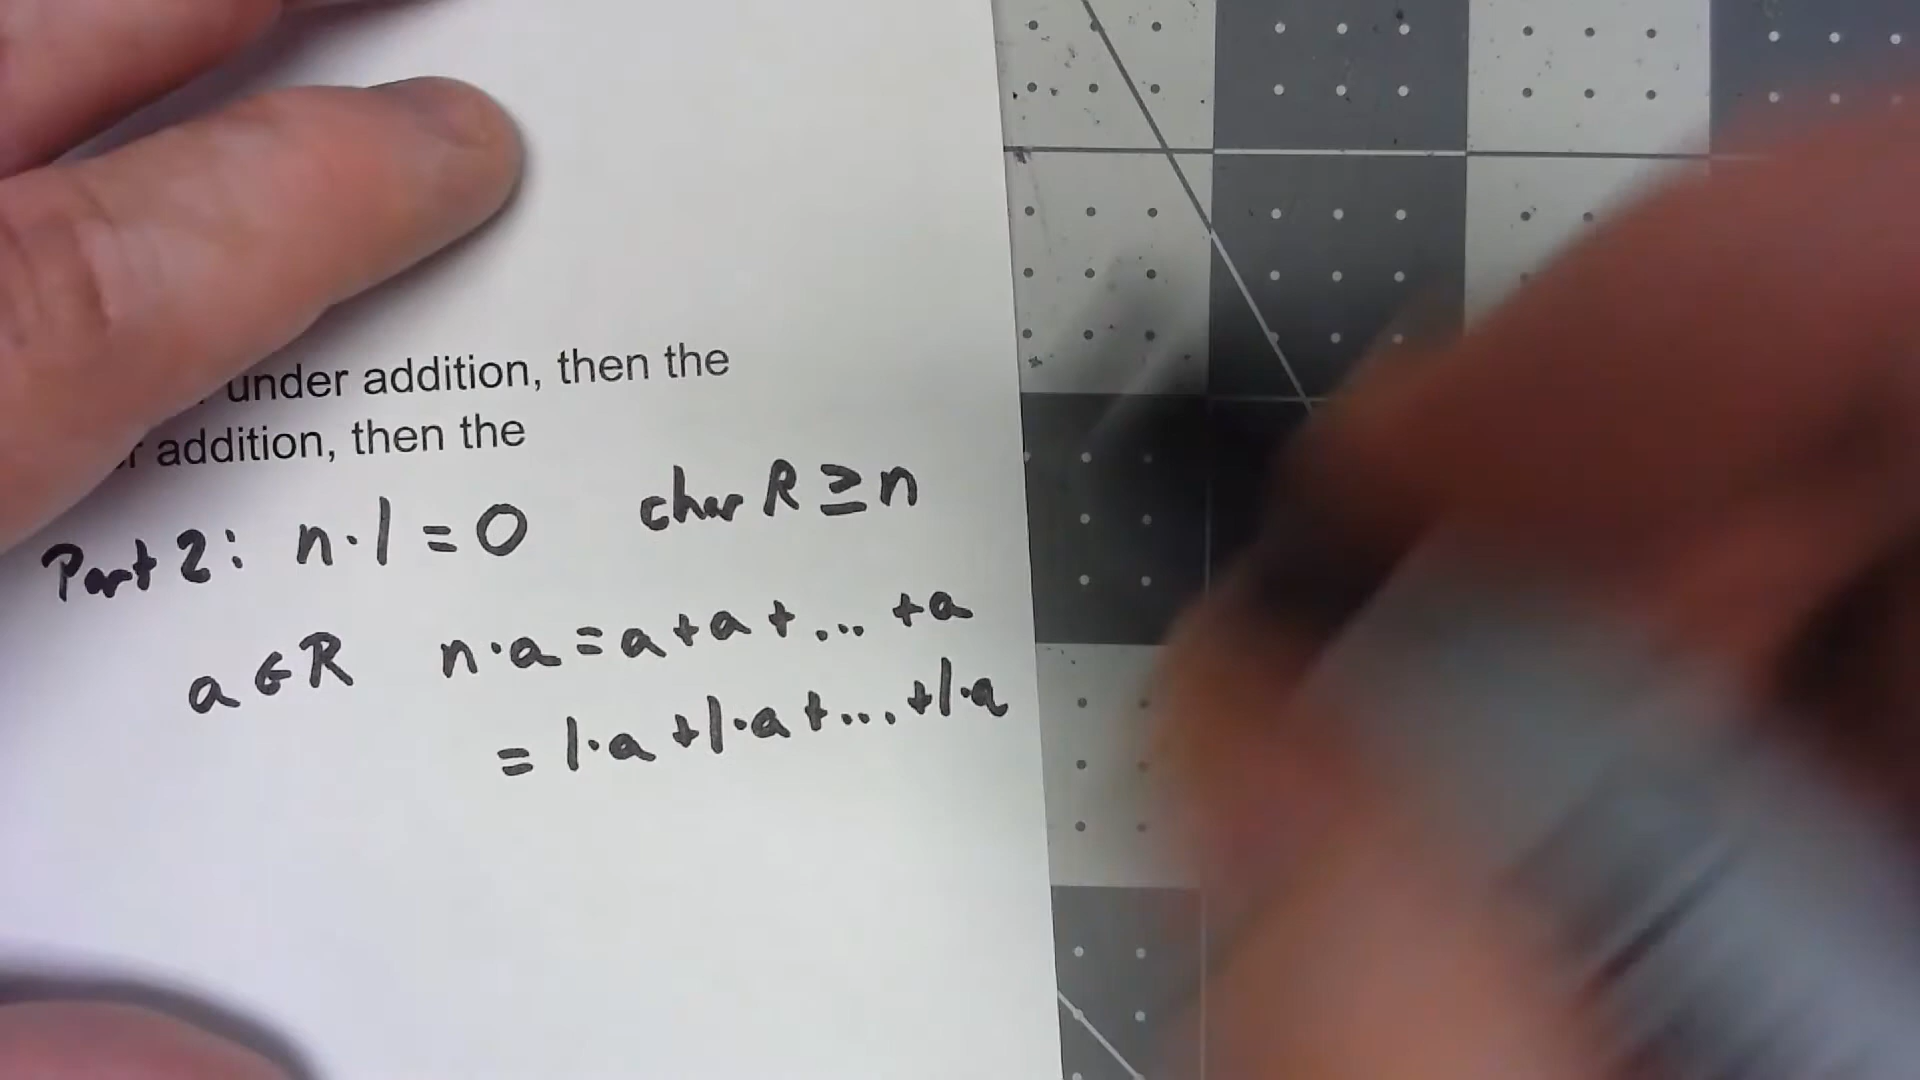 under addition, then the
addition, then the
Part 2: n·1 = 0 char R ≥ n
a ∈ R n·a = a + a + ... + a
= 1·a + 1·a + ... + 1·a